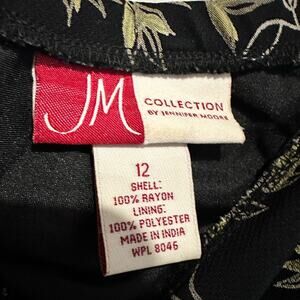 JM
COLLECTION
BY JENNIFER MOORE
12
SHELL:
100% RAYON
LINING:
100% POLYESTER
MADE IN INDIA
WPL 8046